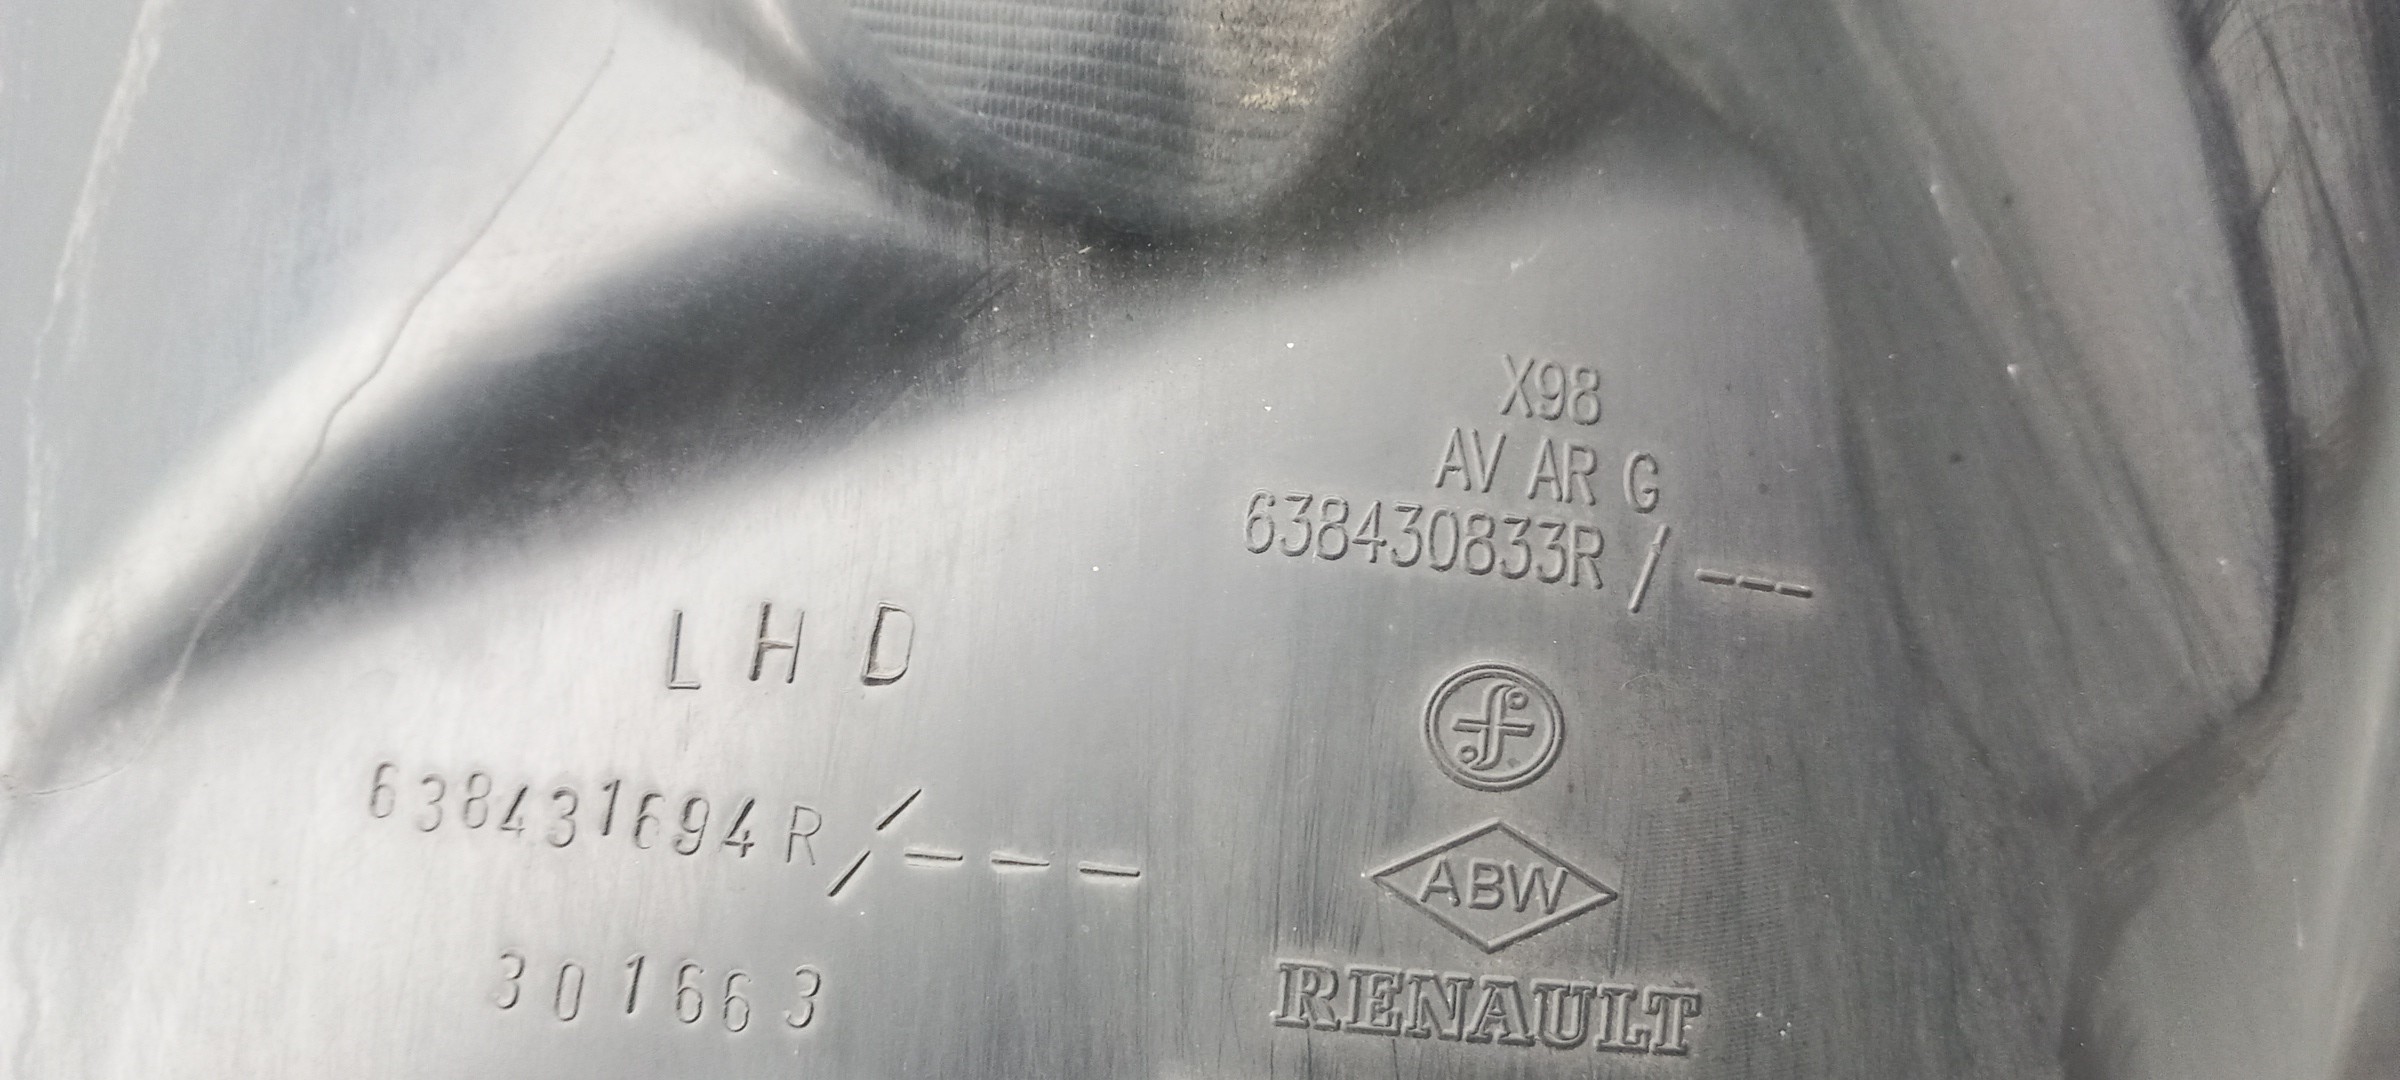 X98
AV AR G
638430833R / ---
LHD
638431694R/---
301663
ABW
RENAULT